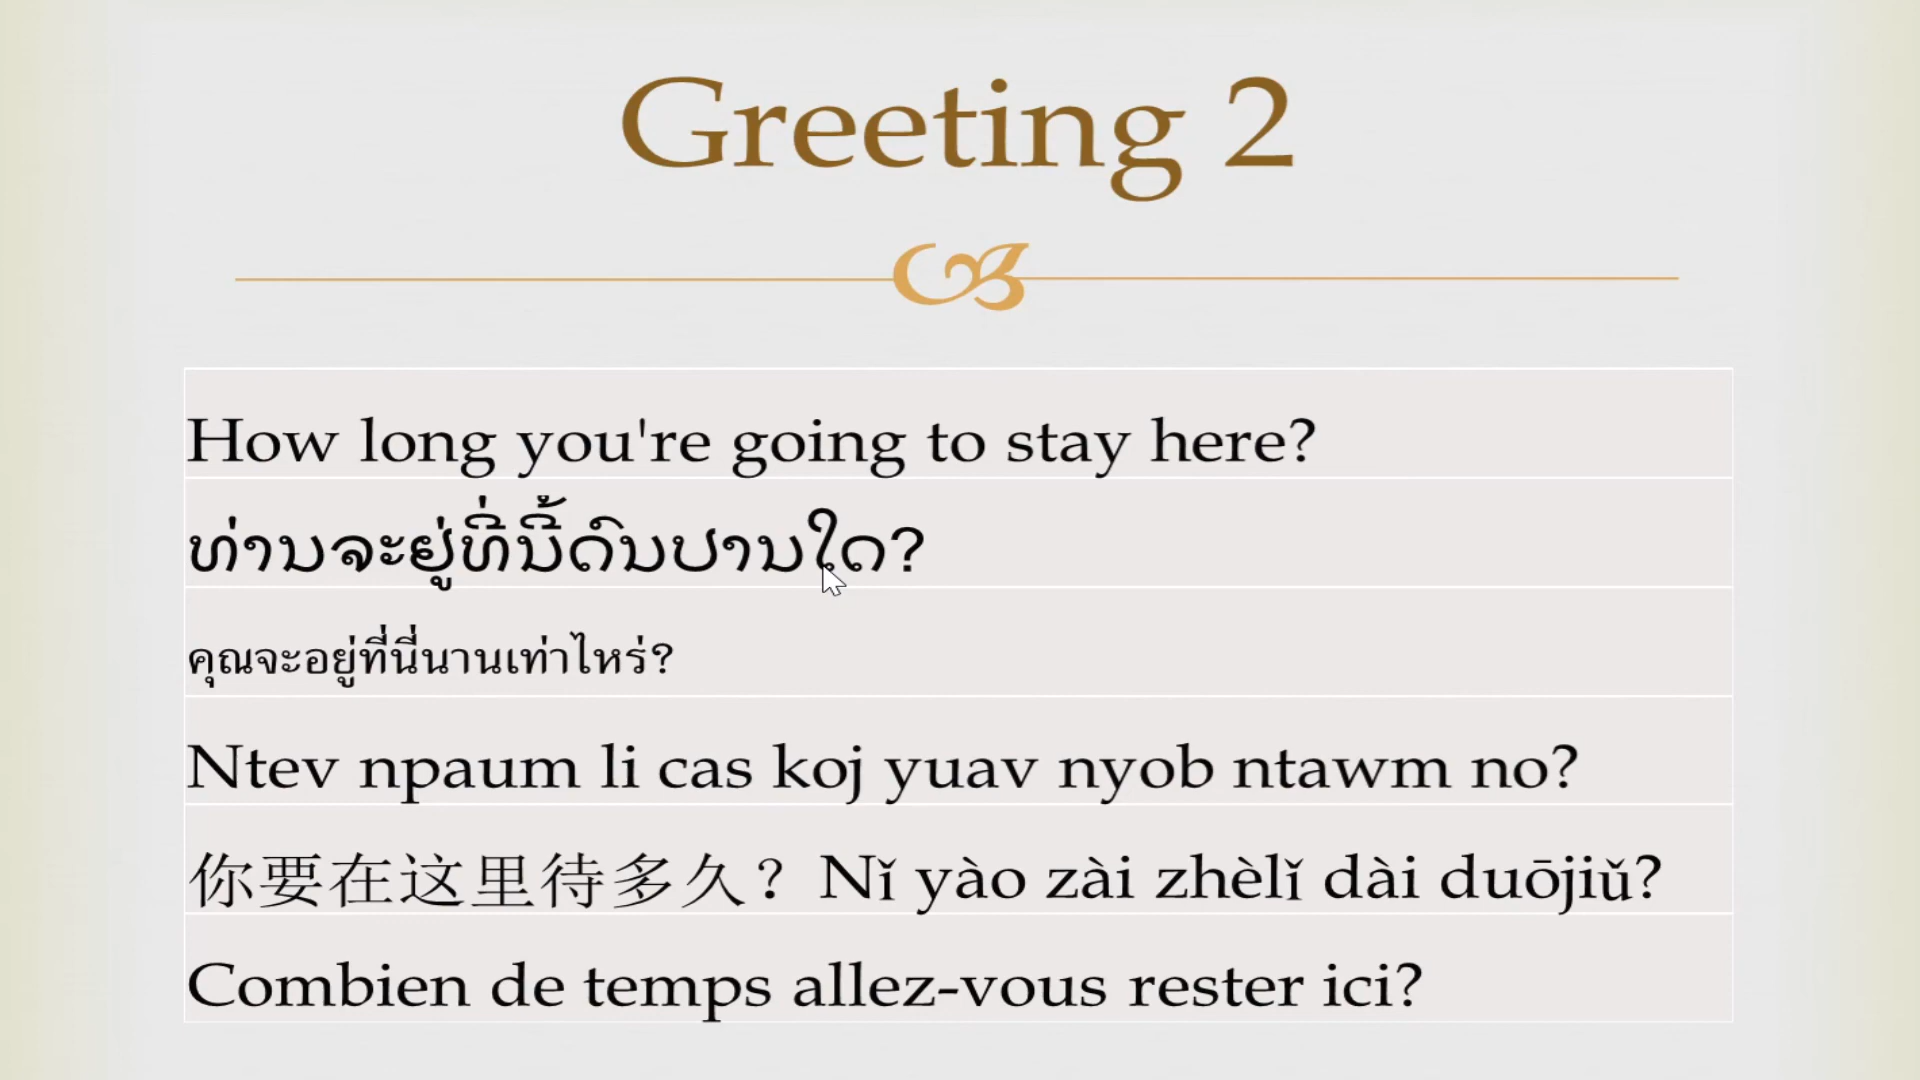 Greeting 2
How long you're going to stay here?
ທ່ານຈະຢູ່ທີ່ນີ້ດົນປານໃດ?
คุณจะอยู่ที่นี่นานเท่าไหร่?
Ntev npaum li cas koj yuav nyob ntawm no?
你要在这里待多久？Nǐ yào zài zhèlǐ dài duōjiǔ?
Combien de temps allez-vous rester ici?